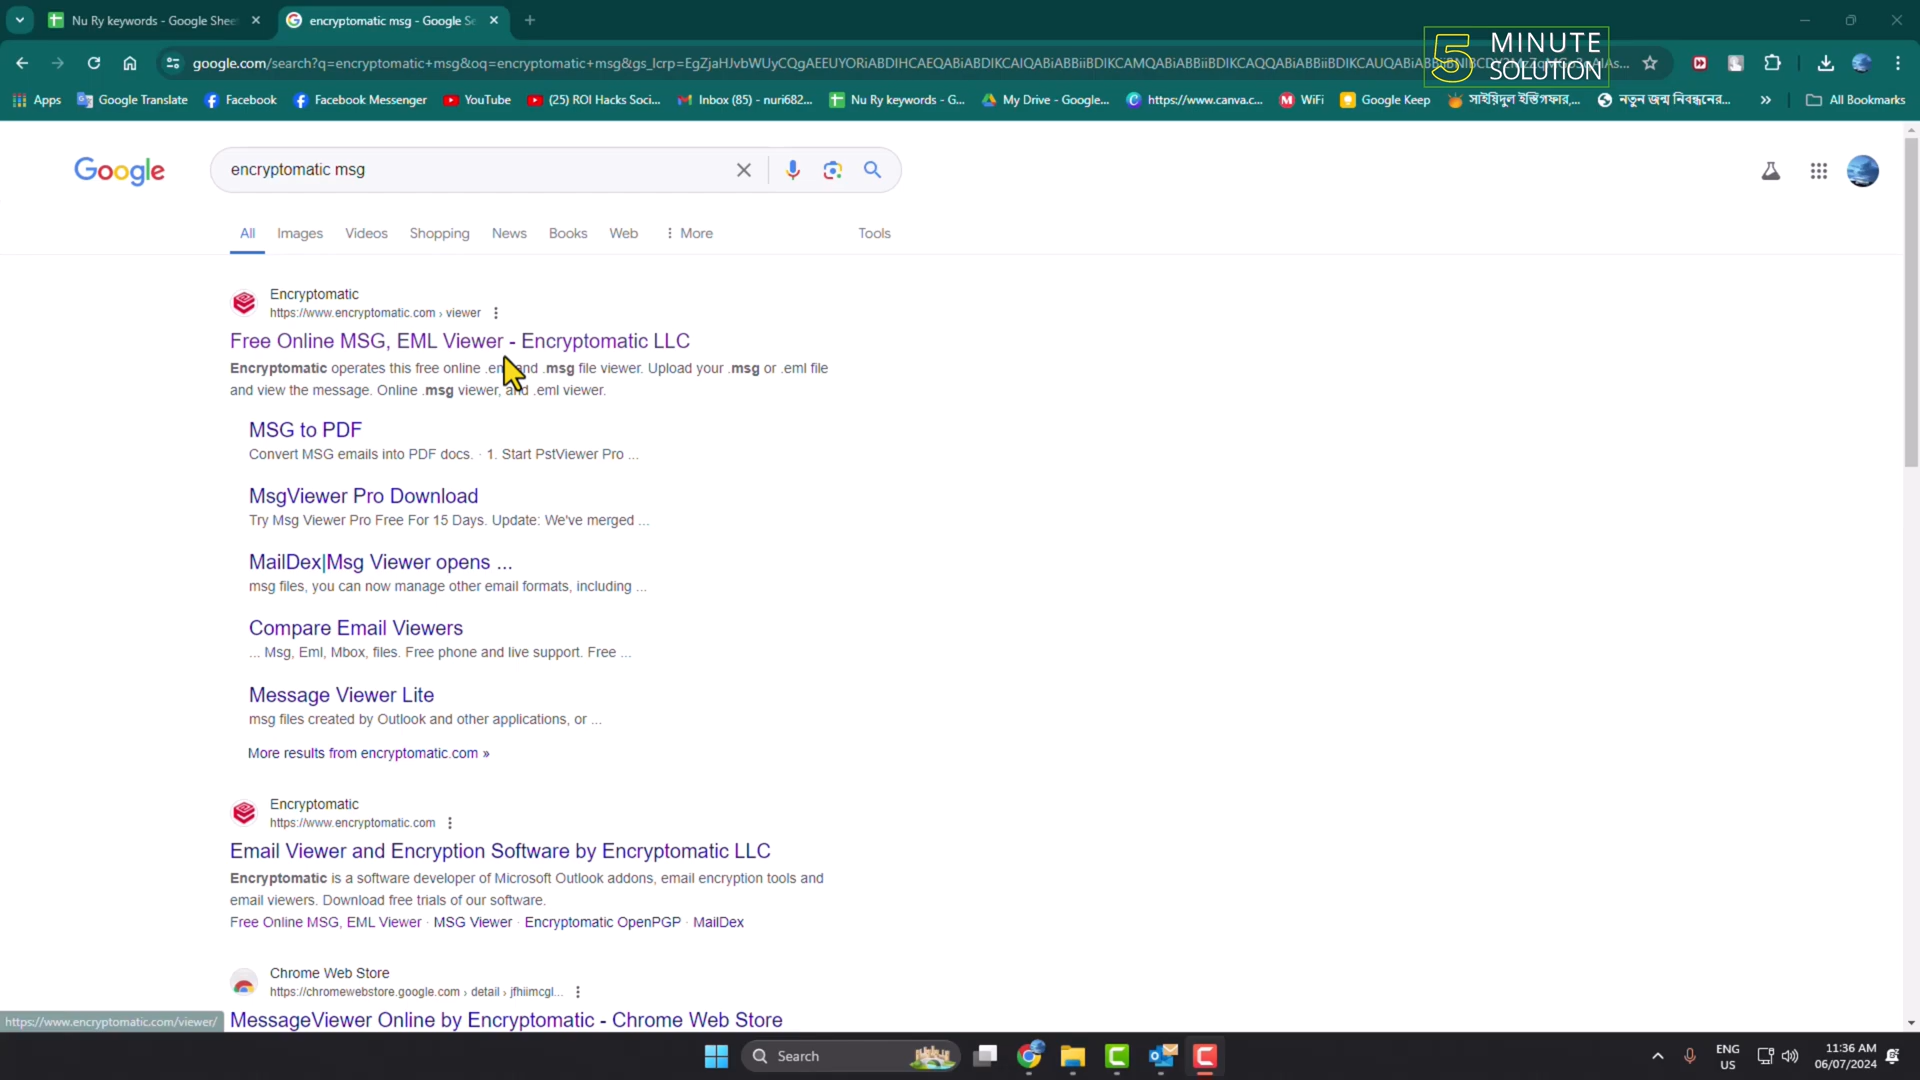 Nu Ry keywords - Google Shee
encryptomatic msg - Google Se
5 MINUTE
SOLUTION
google.com/search?q=encryptomatic+msg&oq=encryptomatic+msg&gs_lcrp=
Apps
Google Translate
Facebook
Facebook Messenger
YouTube
(25) ROI Hacks Soci...
Inbox (85) - nuri682...
Nu Ry keywords - G...
My Drive - Google...
https://www.canva.c...
WiFi
Google Keep
সাইয়িদুল ইস্তিগফার,...
নতুন জন্ম নিবন্ধনের...
»
All Bookmarks
Google
encryptomatic msg
All
Images
Videos
Shopping
News
Books
Web
More
Tools
Encryptomatic
https://www.encryptomatic.com › viewer
Free Online MSG, EML Viewer - Encryptomatic LLC
Encryptomatic operates this free online and .msg file viewer. Upload your .msg or .eml file
and view the message. Online .msg viewer, and .eml viewer.
MSG to PDF
Convert MSG emails into PDF docs. · 1. Start PstViewer Pro ...
MsgViewer Pro Download
Try Msg Viewer Pro Free For 15 Days. Update: We've merged ...
MailDex|Msg Viewer opens ...
msg files, you can now manage other email formats, including ...
Compare Email Viewers
... Msg, Eml, Mbox, files. Free phone and live support. Free ...
Message Viewer Lite
msg files created by Outlook and other applications, or ...
More results from encryptomatic.com »
Encryptomatic
https://www.encryptomatic.com
Email Viewer and Encryption Software by Encryptomatic LLC
Encryptomatic is a software developer of Microsoft Outlook addons, email encryption tools and
email viewers. Download free trials of our software.
Free Online MSG, EML Viewer · MSG Viewer · Encryptomatic OpenPGP · MailDex
Chrome Web Store
https://chromewebstore.google.com › detail › jfhiimcgl...
MessageViewer Online by Encryptomatic - Chrome Web Store
https://www.encryptomatic.com/viewer/
Search
ENG
US
11:36 AM
06/07/2024